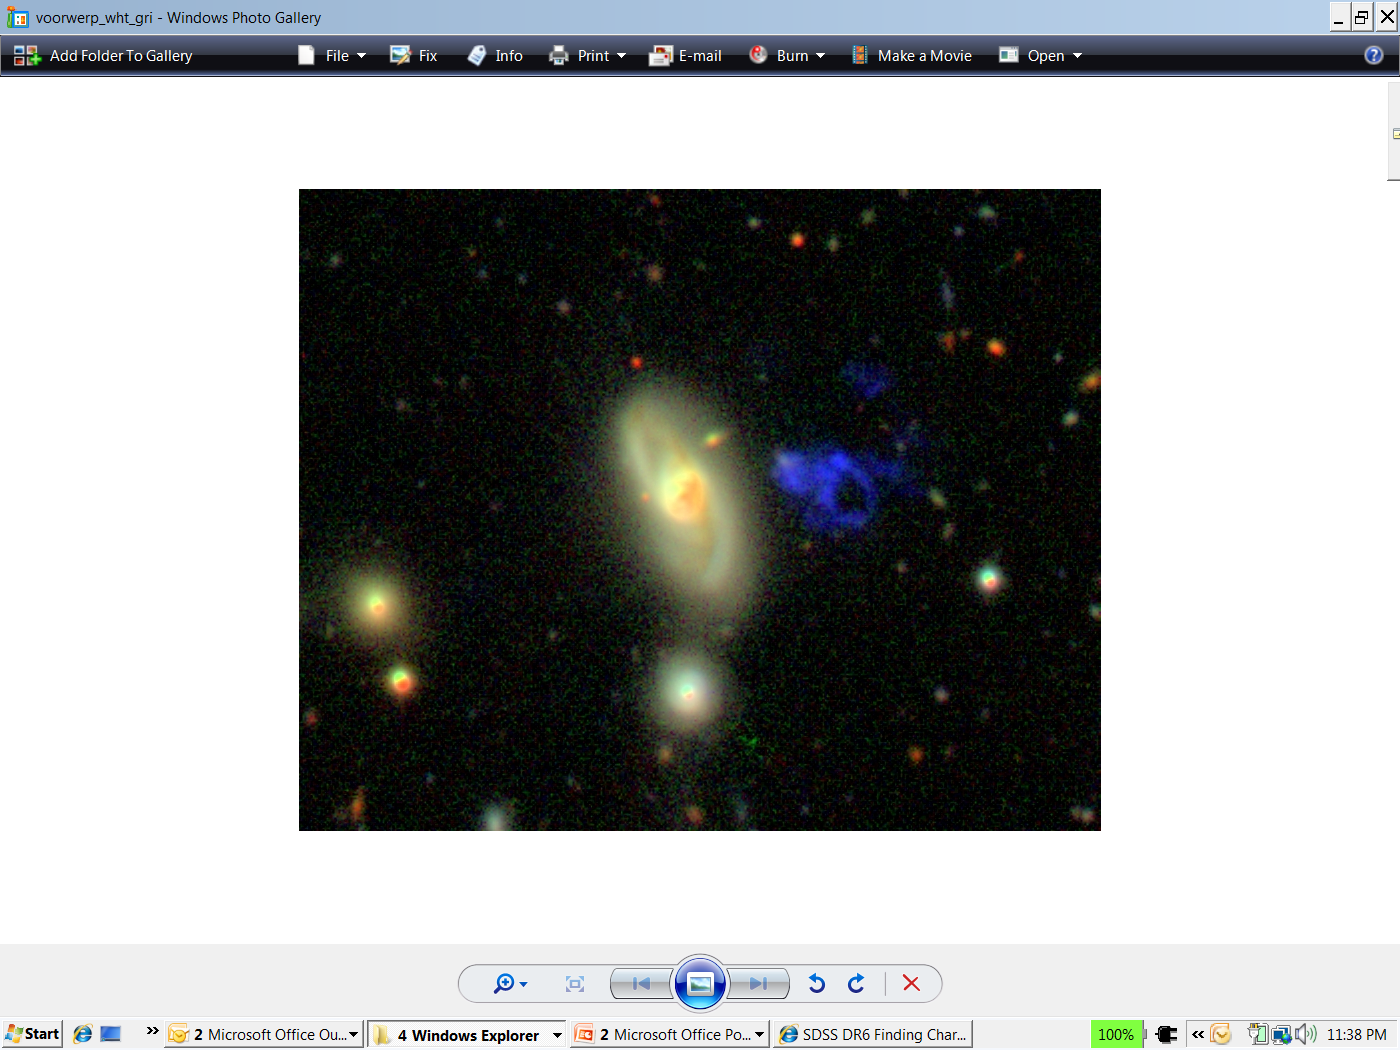 voorwerp_wht_gri - Windows Photo Gallery
Add Folder To Gallery File Fix Info Print E-mail Burn Make a Movie Open ?
Start » 2 Microsoft Office Ou... 4 Windows Explorer 2 Microsoft Office Po... SDSS DR6 Finding Char... 100% « 11:38 PM